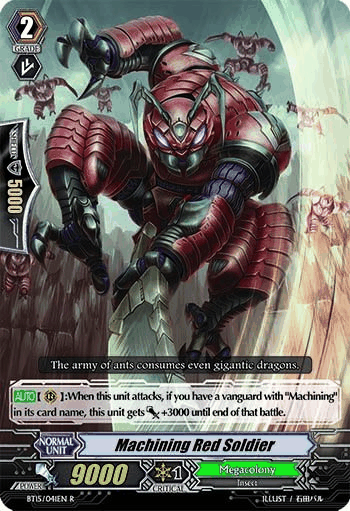 2
GRADE
SHIELD
5000
The army of ants consumes even gigantic dragons.
AUTO [ ]:When this unit attacks, if you have a vanguard with "Machining"
in its card name, this unit gets +3000 until end of that battle.
NORMAL
UNIT
Machining Red Soldier
POWER
9000
1
CRITICAL
Megacolony
Insect
BT15/041EN R
ILLUST / 石田バル